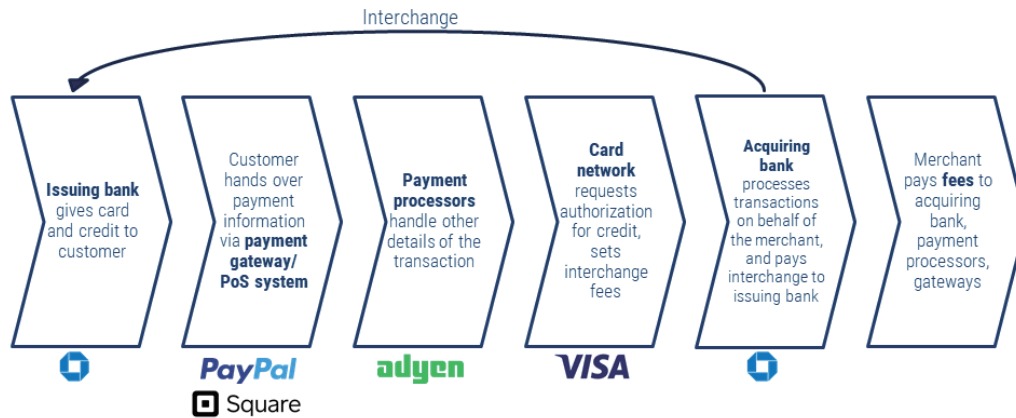 Interchange
Issuing bank
gives card
and credit to
customer
Customer
hands over
payment
information
via payment
gateway/
PoS system
Payment
processors
handle other
details of the
transaction
Card
network
requests
authorization
for credit,
sets
interchange
fees
Acquiring
bank
processes
transactions
on behalf of
the merchant,
and pays
interchange to
issuing bank
Merchant
pays fees to
acquiring
bank,
payment
processors,
gateways
PayPal
Square
adyen
VISA